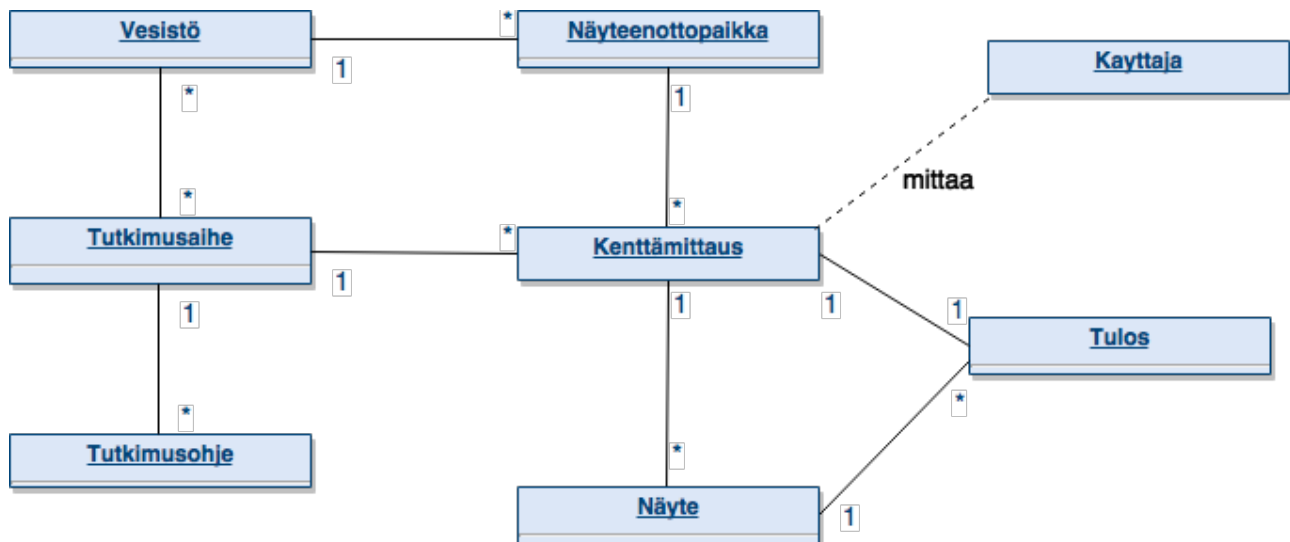 Vesistö
*
Näyteenottopaikka
1
Kayttaja
*
1
mittaa
*
*
Tutkimusaihe
*
Kenttämittaus
1
1
1
1
1
Tulos
*
*
Tutkimusohje
*
Näyte
1